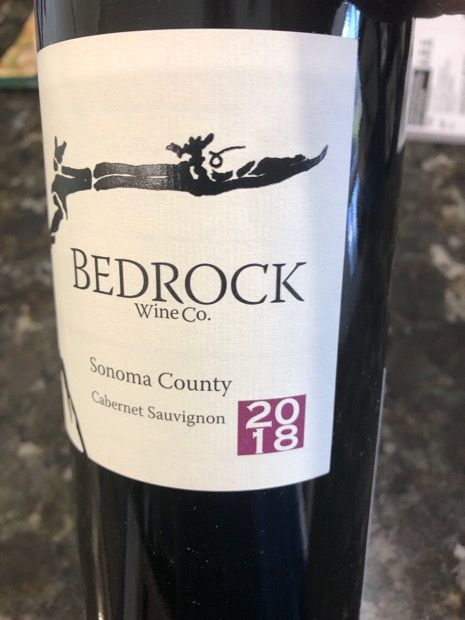 BEDROCK
Wine Co.
Sonoma County
Cabernet Sauvignon
20
18